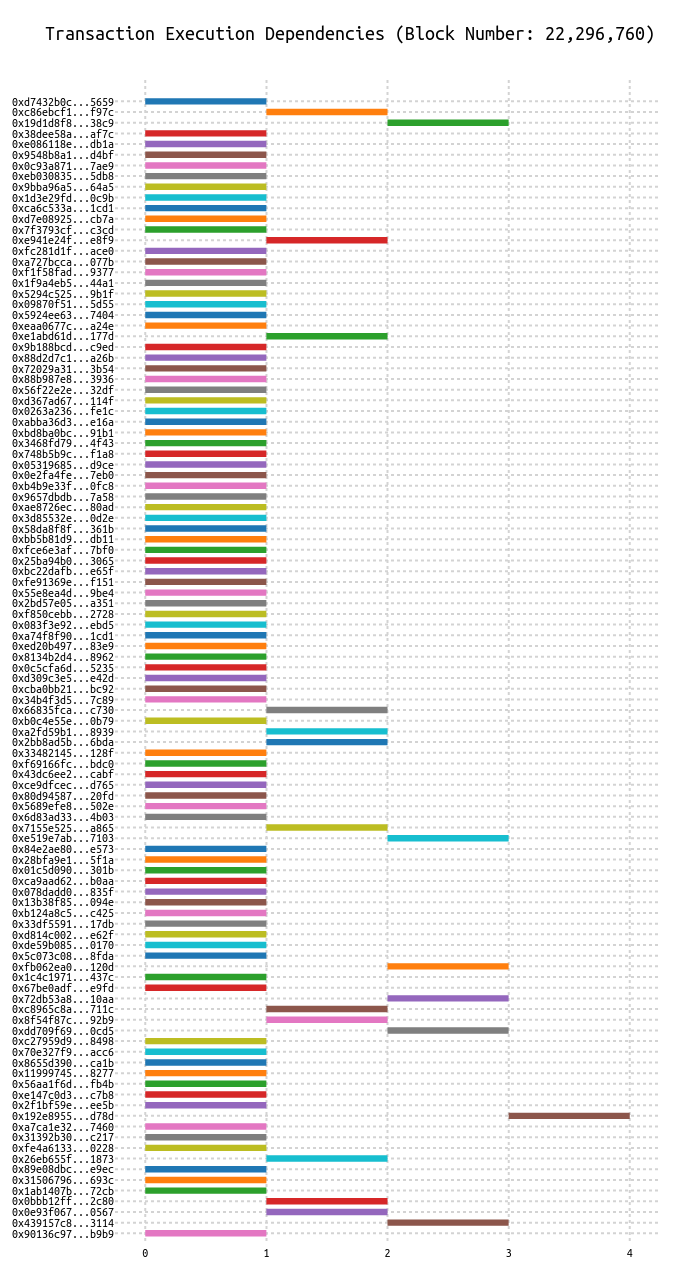 Transaction Execution Dependencies (Block Number: 22,296,760)
0xd7432b0c...5659
0xc86ebcf1...f97c
0x19d1d8f8...38c9
0x38dee58a...af7c
0xe086118e...db1a
0x9548b8a1...d4bf
0x0c93a871...7ae9
0xeb030835...5db8
0x9bba96a5...64a5
0x1d3e29fd...0c9b
0xca6c533a...1cd1
0xd7e08925...cb7a
0x7f3793cf...c3cd
0xe941e24f...e8f9
0xfc281d1f...ace0
0xa727bcca...077b
0xf1f58fad...9377
0x1f9a4eb5...44a1
0x5294c525...9b1f
0x09870f51...5d55
0x5924ee63...7404
0xeaa0677c...a24e
0xe1abd61d...177d
0x9b188bcd...c9ed
0x88d2d7c1...a26b
0x72029a31...3b54
0x88b987e8...3936
0x56f22e2e...32df
0xd367ad67...114f
0x0263a236...fe1c
0xabba36d3...e16a
0xbd8ba0bc...91b1
0x3468fd79...4f43
0x748b5b9c...f1a8
0x05319685...d9ce
0x0e2fa4fe...7eb0
0xb4b9e33f...0fc8
0x9657dbdb...7a58
0xae8726ec...80ad
0x3d85532e...0d2e
0x58da8f8f...361b
0xbb5b81d9...db11
0xfce6e3af...7bf0
0x25ba94b0...3065
0xbc22dafb...e65f
0xfe91369e...f151
0x55e8ea4d...9be4
0x2bd57e05...a351
0xf850cebb...2728
0x083f3e92...ebd5
0xa74f8f90...1cd1
0xed20b497...83e9
0x8134b2d4...8962
0x0c5cfa6d...5235
0xd309c3e5...e42d
0xcba0bb21...bc92
0x34b4f3d5...7c89
0x66835fca...c730
0xb0c4e55e...0b79
0xa2fd59b1...8939
0x2bb8ad5b...6bda
0x33482145...128f
0xf69166fc...bdc0
0x43dc6ee2...cabf
0xce9dfcec...d765
0x80d94587...20fd
0x5689efe8...502e
0x6d83ad33...4b03
0x7155e525...a865
0xe519e7ab...7103
0x84e2ae80...e573
0x28bfa9e1...5f1a
0x01c5d090...301b
0xca9aad62...b0aa
0x078dadd0...835f
0x13b38f85...094e
0xb124a8c5...c425
0x33df5591...17db
0xd814c002...e62f
0xde59b085...0170
0x5c073c08...8fda
0xfb062ea0...120d
0x1c4c1971...437c
0x67be0adf...e9fd
0x72db53a8...10aa
0xc8965c8a...711c
0x8f54f87c...92b9
0xdd709f69...0cd5
0xc27959d9...8498
0x70e327f9...acc6
0x8655d390...ca1b
0x11999745...8277
0x56aa1f6d...fb4b
0xe147c0d3...c7b8
0x2f1bf59e...ee5b
0x192e8955...d78d
0xa7ca1e32...7460
0x31392b30...c217
0xfe4a6133...0228
0x26eb655f...1873
0x89e08dbc...e9ec
0x31506796...693c
0x1ab1407b...72cb
0x0bbb12ff...2c80
0x0e93f067...0567
0x439157c8...3114
0x90136c97...b9b9
0 1 2 3 4